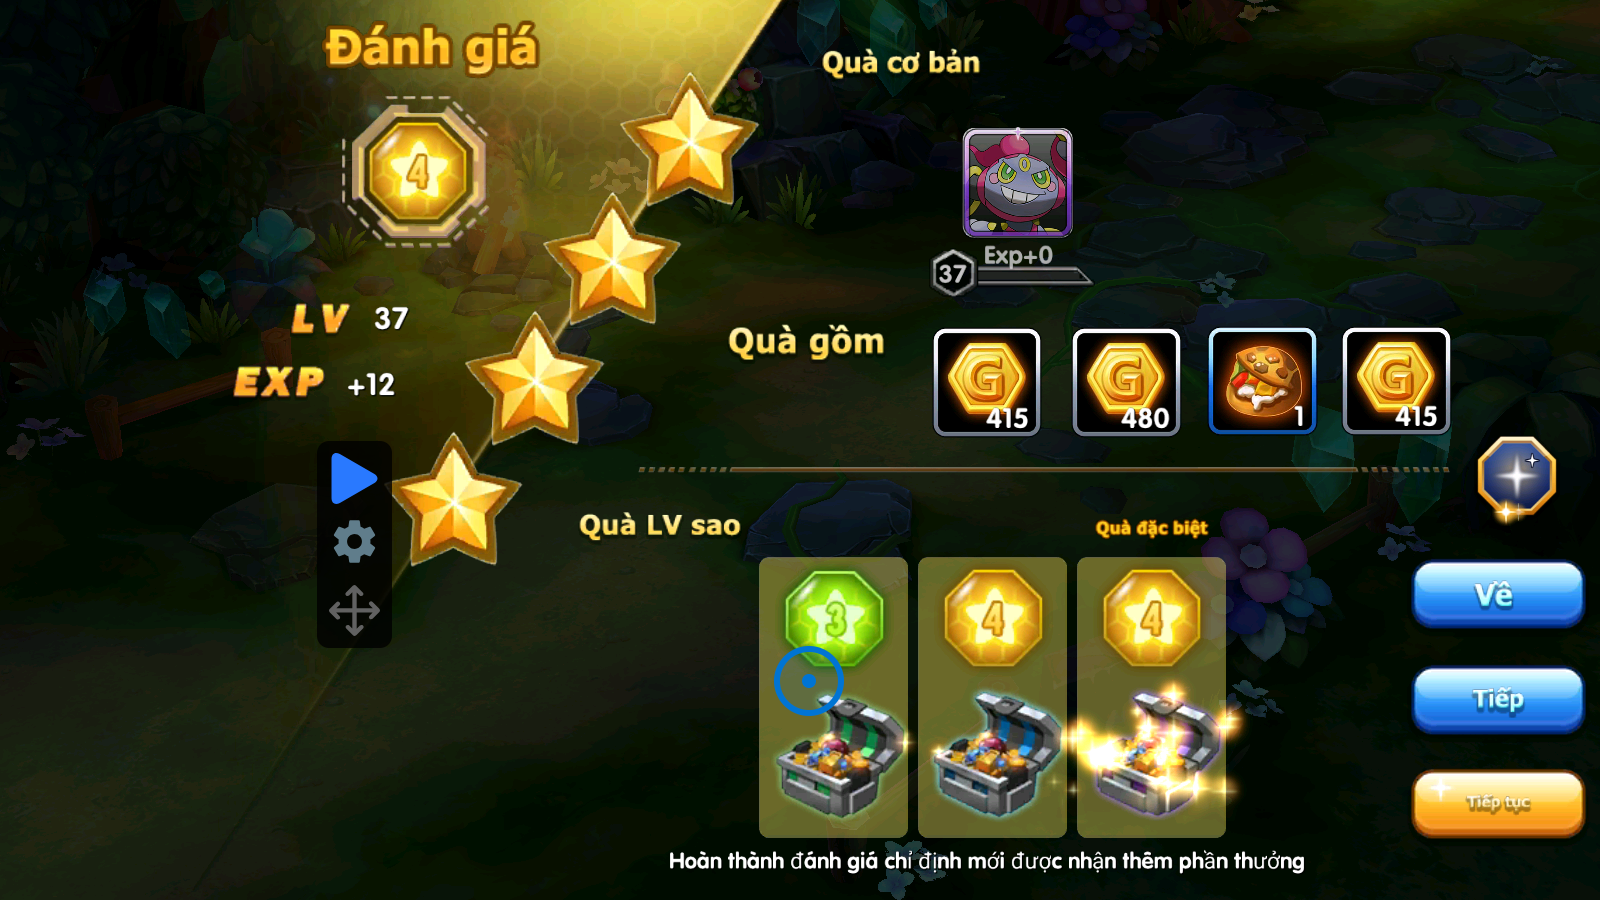 Đánh giá
4
LV 37
EXP +12
Quà cơ bản
37 Exp+0
Quà gồm
G 415
G 480
1
G 415
Quà LV sao
Quà đặc biệt
3
4
4
Về
Tiếp
Tiếp tục
Hoàn thành đánh giá chỉ định mới được nhận thêm phần thưởng